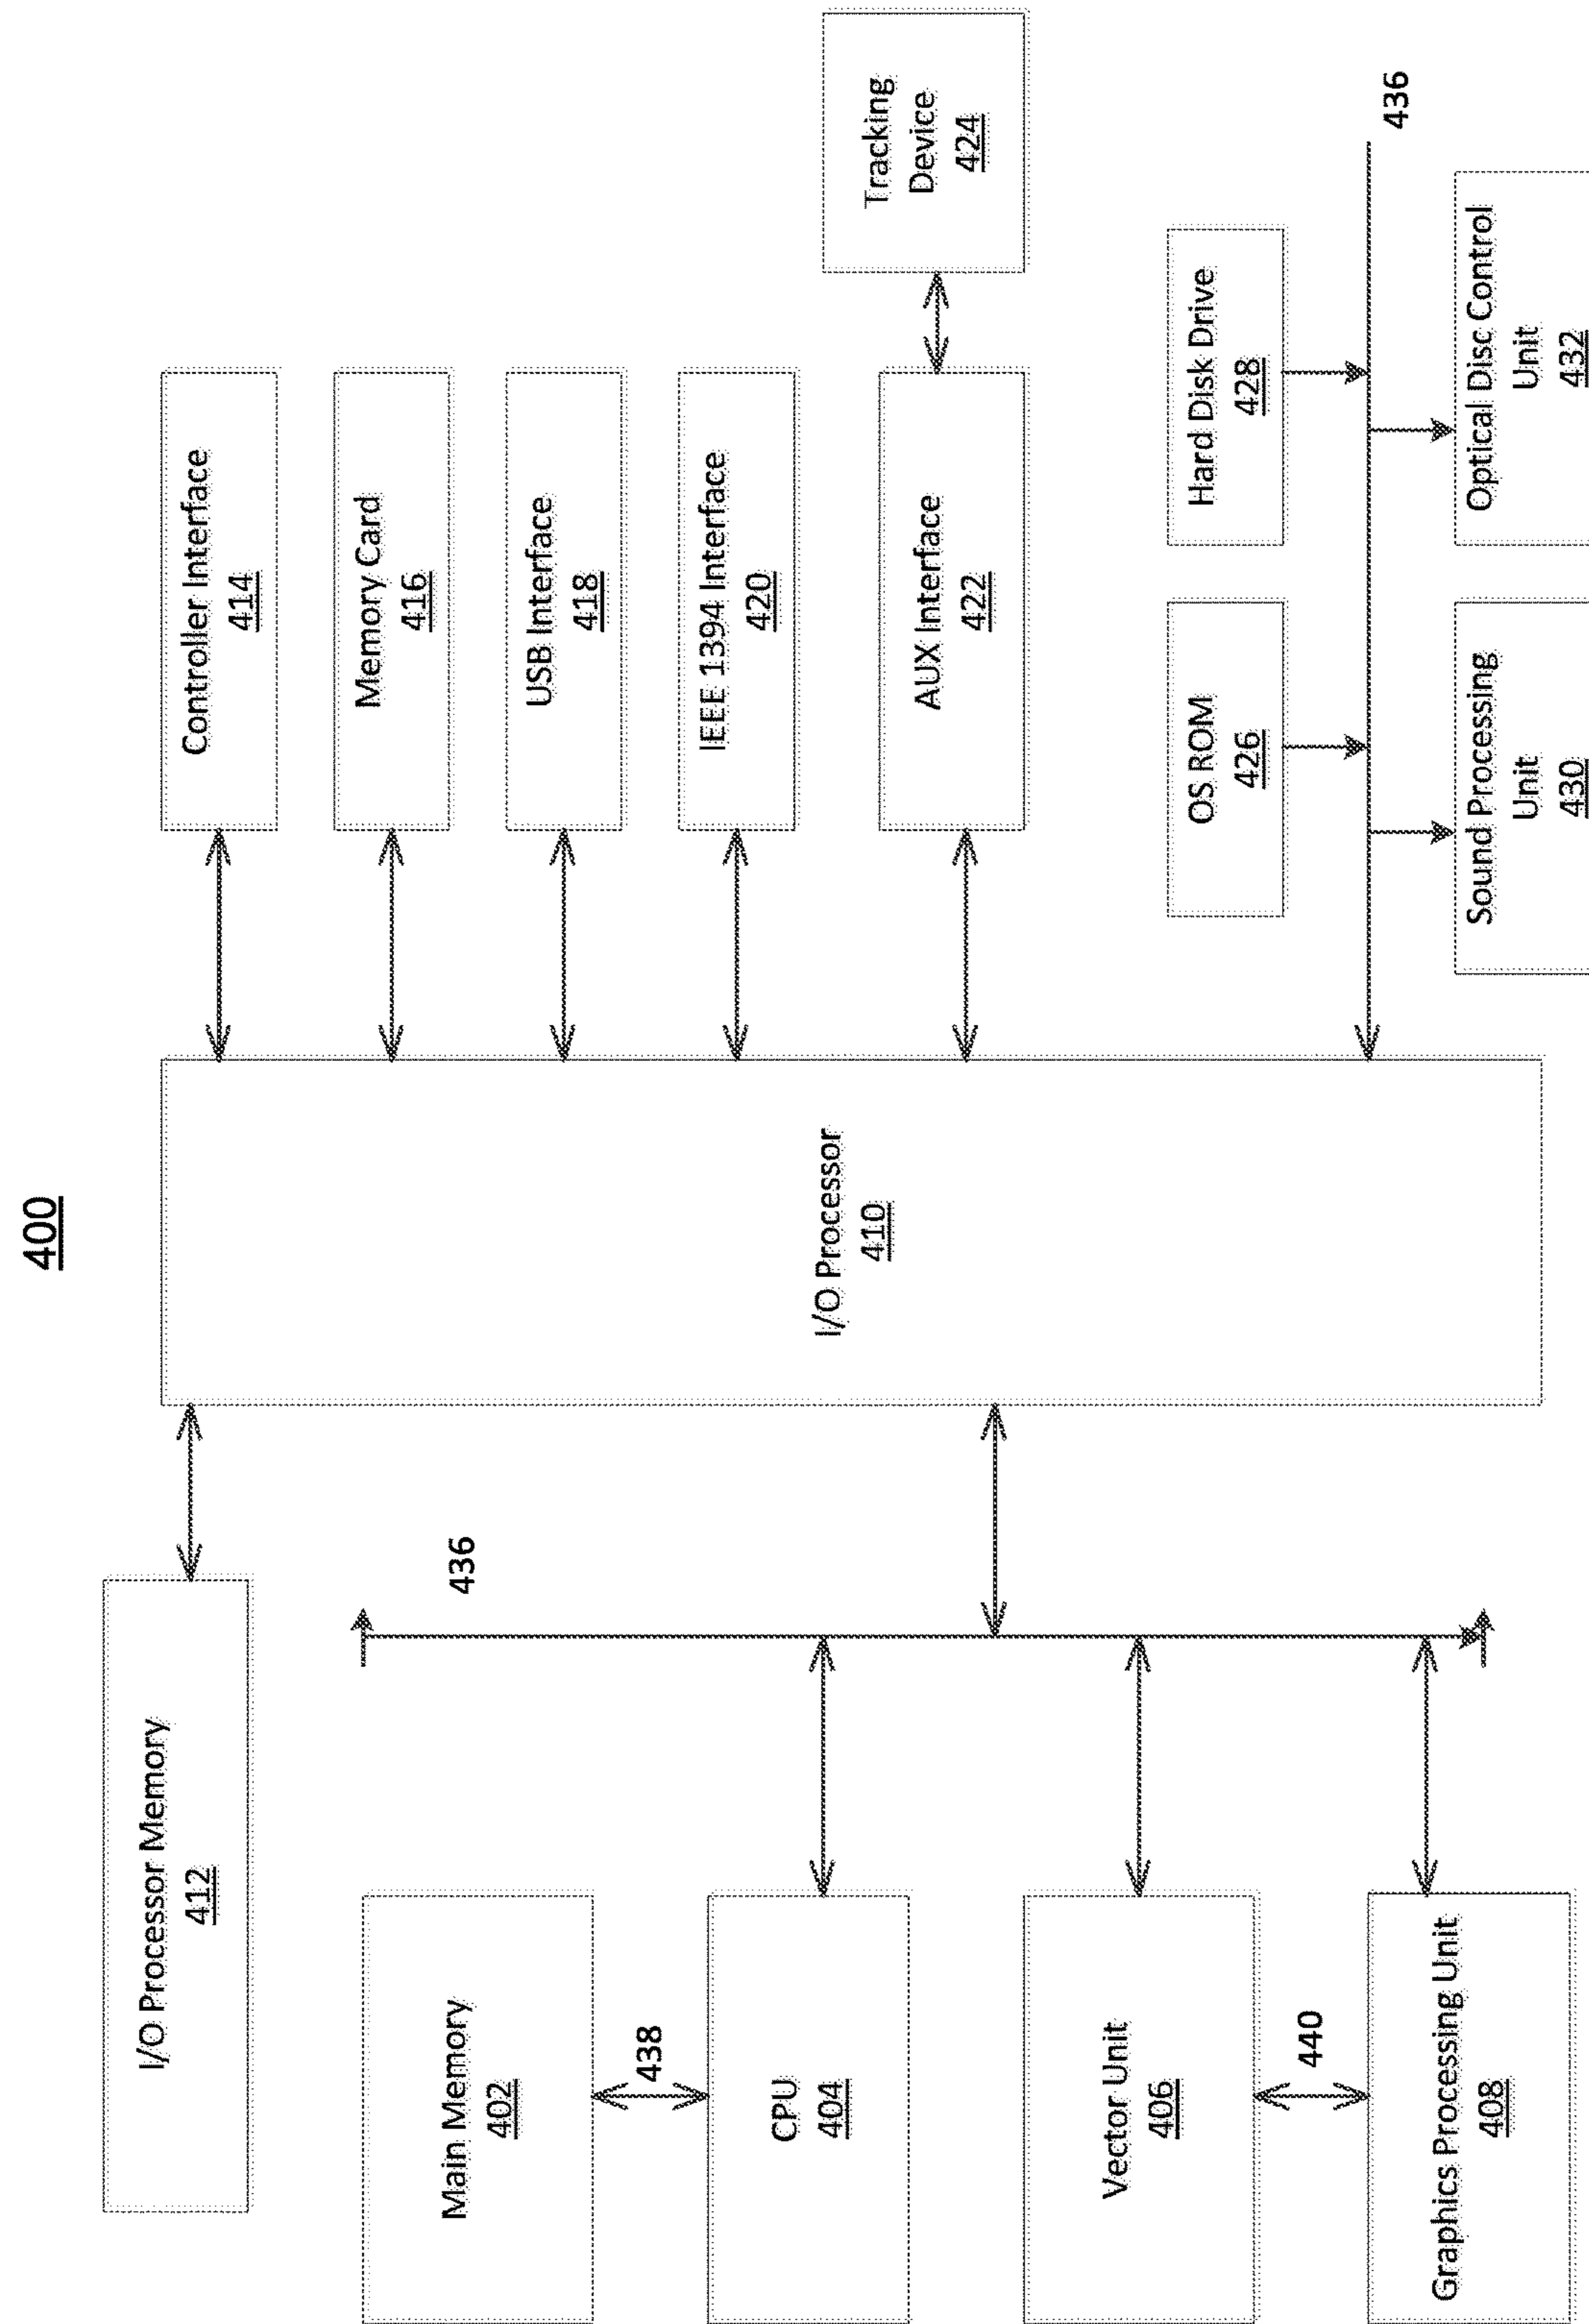 400
I/O Processor Memory
412
Main Memory
402
438
CPU
404
Vector Unit
406
440
Graphics Processing Unit
408
436
I/O Processor
410
Controller Interface
414
Memory Card
416
USB Interface
418
IEEE 1394 Interface
420
AUX Interface
422
Tracking
Device
424
OS ROM
426
Hard Disk Drive
428
436
Sound Processing
Unit
430
Optical Disc Control
Unit
432